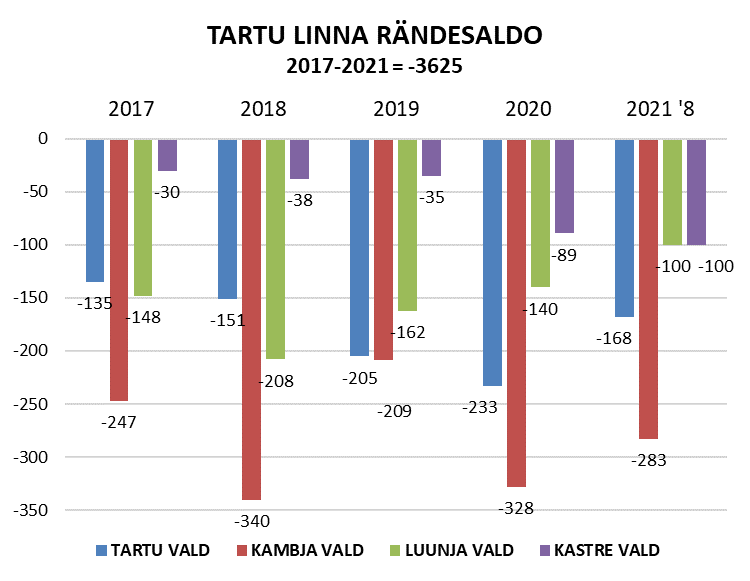 TARTU LINNA RÄNDESALDO
2017-2021 = -3625
2017 2018 2019 2020 2021 '8
0
-50
-100
-150
-200
-250
-300
-350
-135 -247 -148 -30
-151 -340 -208 -38
-205 -209 -162 -35
-233 -328 -140 -89
-168 -283 -100 -100
TARTU VALD KAMBJA VALD LUUNJA VALD KASTRE VALD